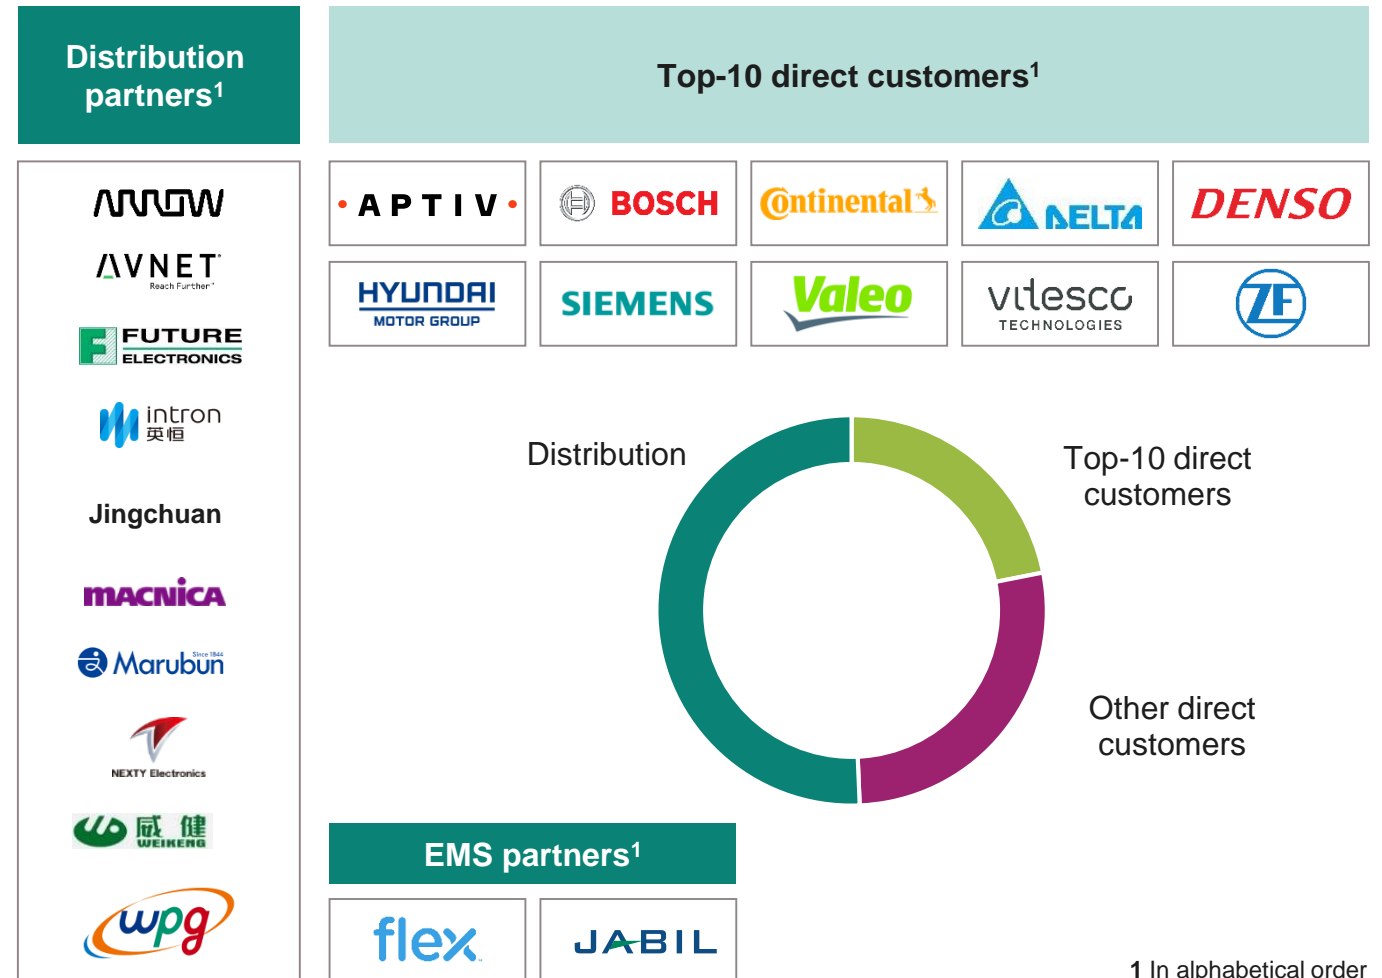 Distribution
partners1
Top-10 direct customers1
ARROW
AVNET®
Reach Further™
F FUTURE
ELECTRONICS
intron
英恒
Jingchuan
macnica
Since 1844
Marubun
NEXTY Electronics
威健
WEIKENG
wpg
• APTIV •
BOSCH
Continental
DELTA
DENSO
HYUNDAI
MOTOR GROUP
SIEMENS
Valeo
vitesco
TECHNOLOGIES
ZF
Distribution
Top-10 direct
customers
Other direct
customers
EMS partners1
flex
JABIL
1 In alphabetical order